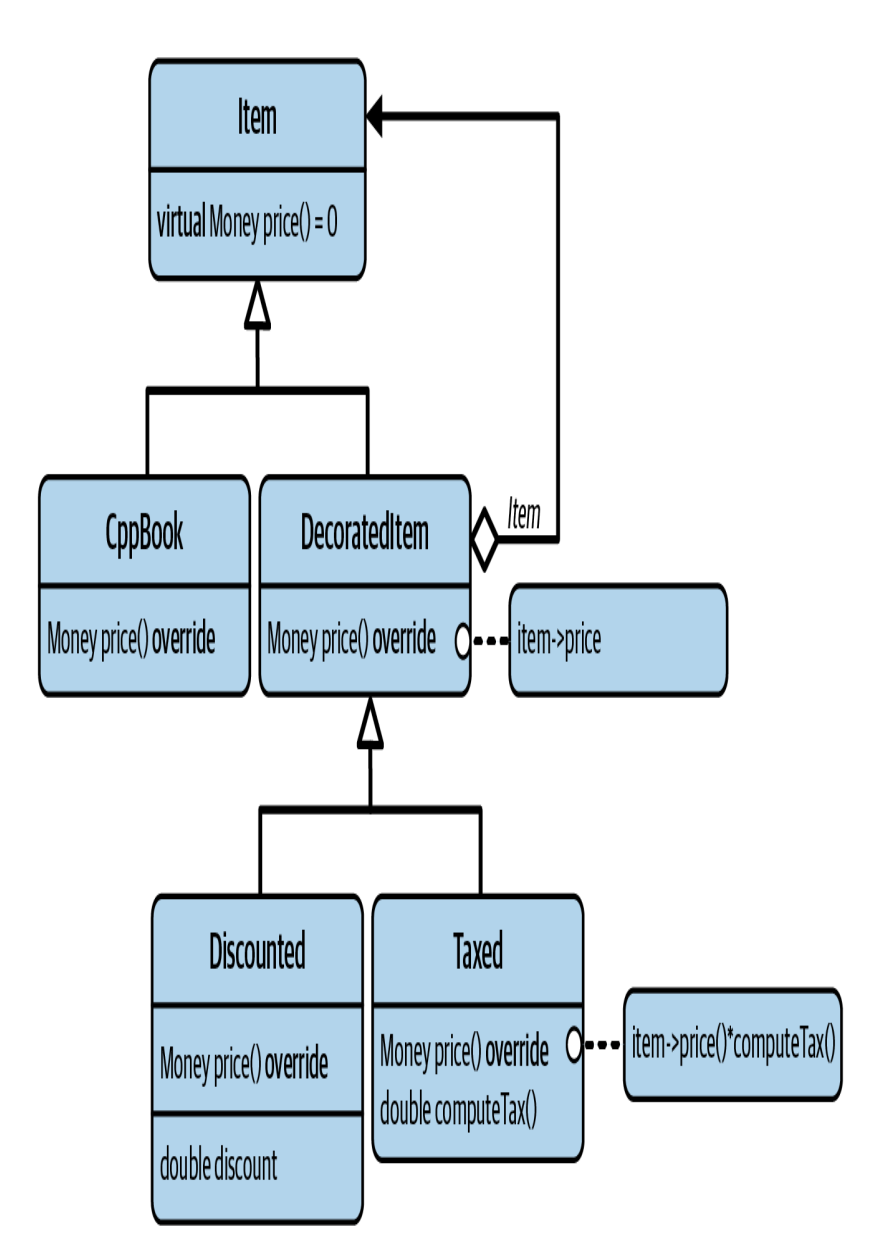 Item
virtual Money price() = 0
CppBook
Money price() override
DecoratedItem
Money price() override
Item
item->price
Discounted
Money price() override
double discount
Taxed
Money price() override
double computeTax()
item->price()*computeTax()